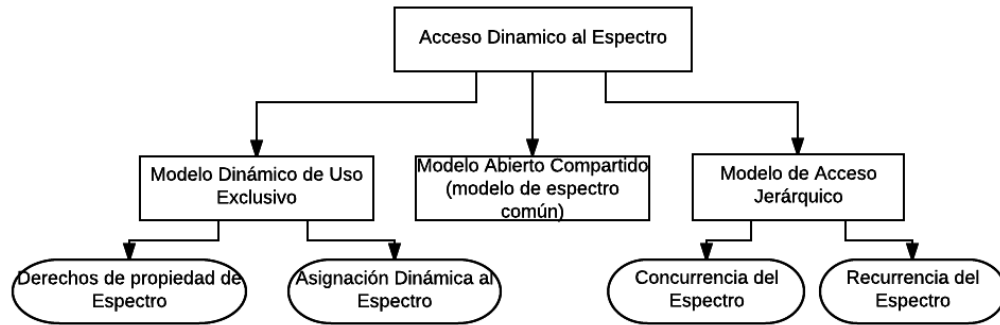 Acceso Dinamico al Espectro
Modelo Dinámico de Uso
Exclusivo
Modelo Abierto Compartido
(modelo de espectro
común)
Modelo de Acceso
Jerárquico
Derechos de propiedad de
Espectro
Asignación Dinámica al
Espectro
Concurrencia del
Espectro
Recurrencia del
Espectro